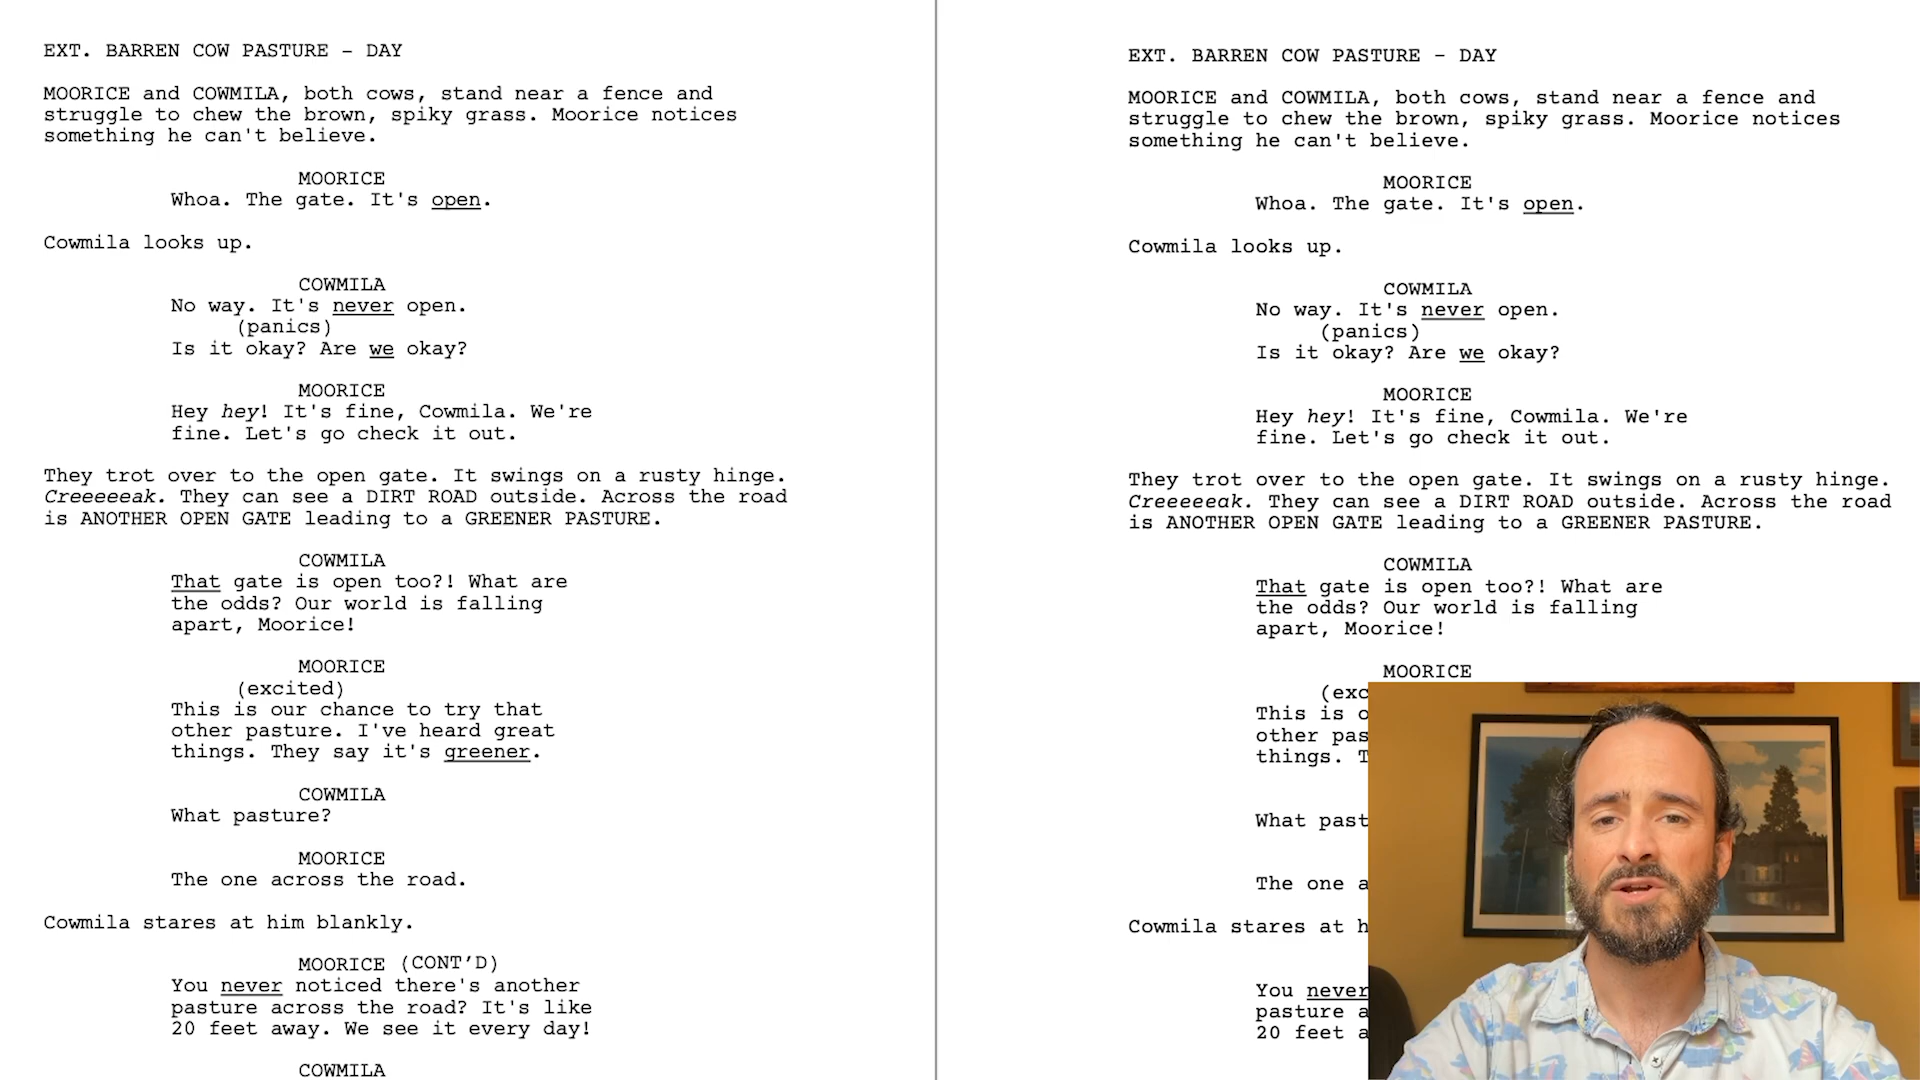 EXT. BARREN COW PASTURE – DAY
MOORICE and COWMILA, both cows, stand near a fence and
struggle to chew the brown, spiky grass. Moorice notices
something he can't believe.
MOORICE
Whoa. The gate. It's open.
Cowmila looks up.
COWMILA
No way. It's never open.
(panics)
Is it okay? Are we okay?
MOORICE
Hey hey! It's fine, Cowmila. We're
fine. Let's go check it out.
They trot over to the open gate. It swings on a rusty hinge.
Creeeeeak. They can see a DIRT ROAD outside. Across the road
is ANOTHER OPEN GATE leading to a GREENER PASTURE.
COWMILA
That gate is open too?! What are
the odds? Our world is falling
apart, Moorice!
MOORICE
(excited)
This is our chance to try that
other pasture. I've heard great
things. They say it's greener.
COWMILA
What pasture?
MOORICE
The one across the road.
Cowmila stares at him blankly.
MOORICE (CONT’D)
You never noticed there's another
pasture across the road? It's like
20 feet away. We see it every day!
COWMILA
EXT. BARREN COW PASTURE – DAY
MOORICE and COWMILA, both cows, stand near a fence and
struggle to chew the brown, spiky grass. Moorice notices
something he can't believe.
MOORICE
Whoa. The gate. It's open.
Cowmila looks up.
COWMILA
No way. It's never open.
(panics)
Is it okay? Are we okay?
MOORICE
Hey hey! It's fine, Cowmila. We're
fine. Let's go check it out.
They trot over to the open gate. It swings on a rusty hinge.
Creeeeeak. They can see a DIRT ROAD outside. Across the road
is ANOTHER OPEN GATE leading to a GREENER PASTURE.
COWMILA
That gate is open too?! What are
the odds? Our world is falling
apart, Moorice!
MOORICE
(exc
This is o
other pas
things. T
What past
The one a
Cowmila stares at h
You never
pasture a
20 feet a